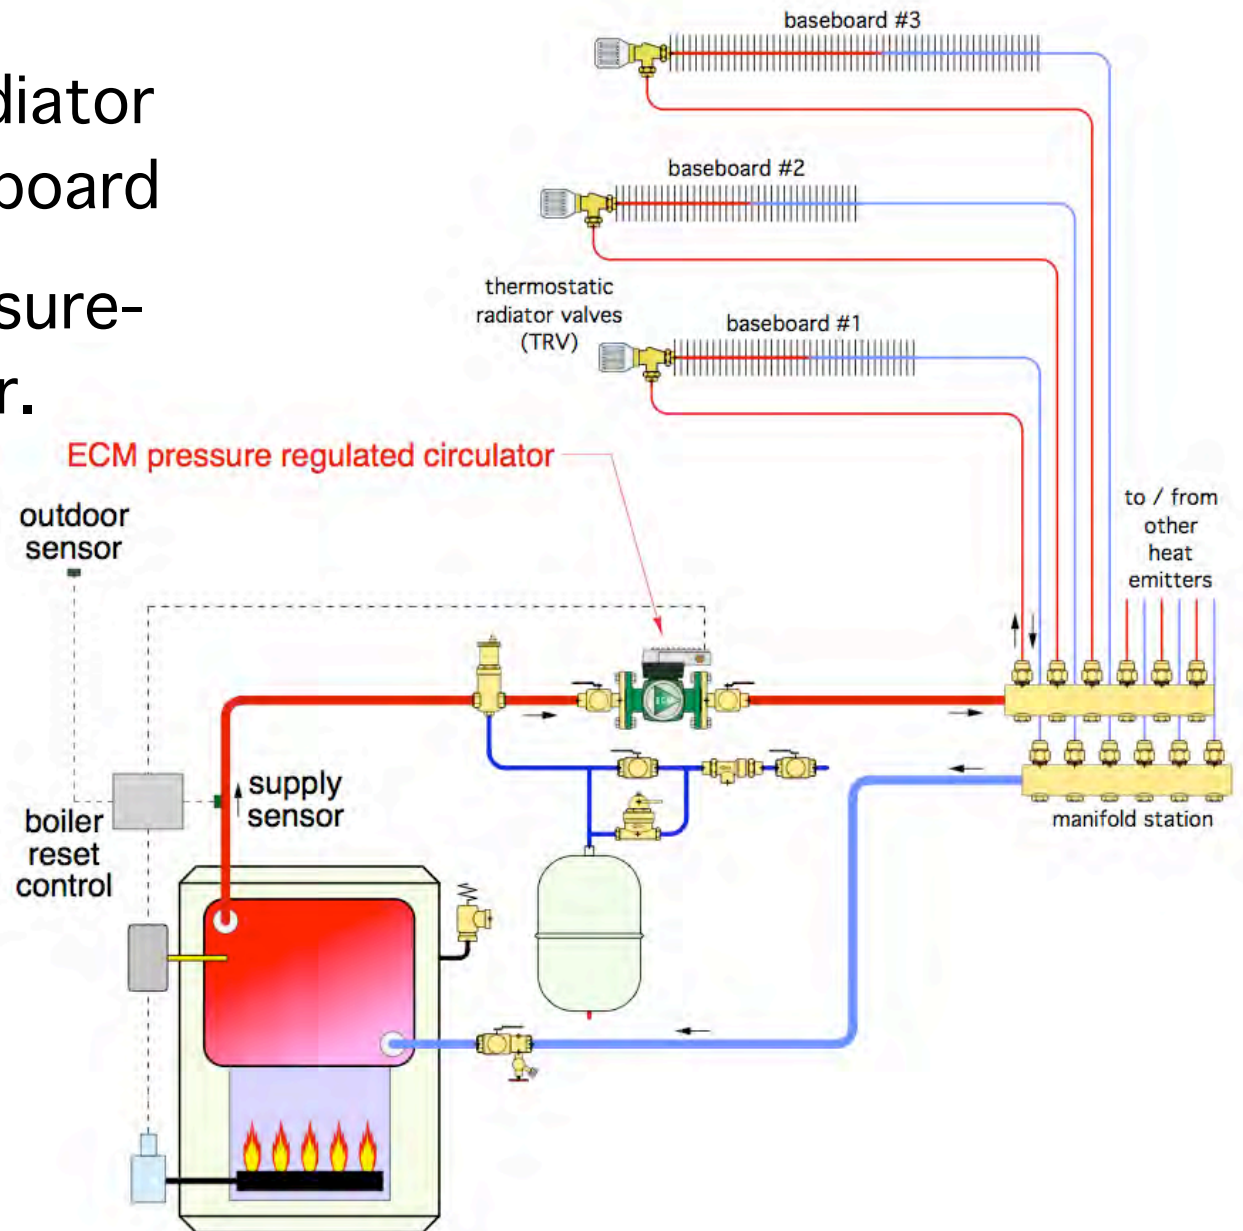 diator
board
sure-
r.
baseboard #3
baseboard #2
thermostatic
radiator valves
(TRV)
baseboard #1
ECM pressure regulated circulator
outdoor
sensor
to / from
other
heat
emitters
supply
sensor
boiler
reset
control
manifold station